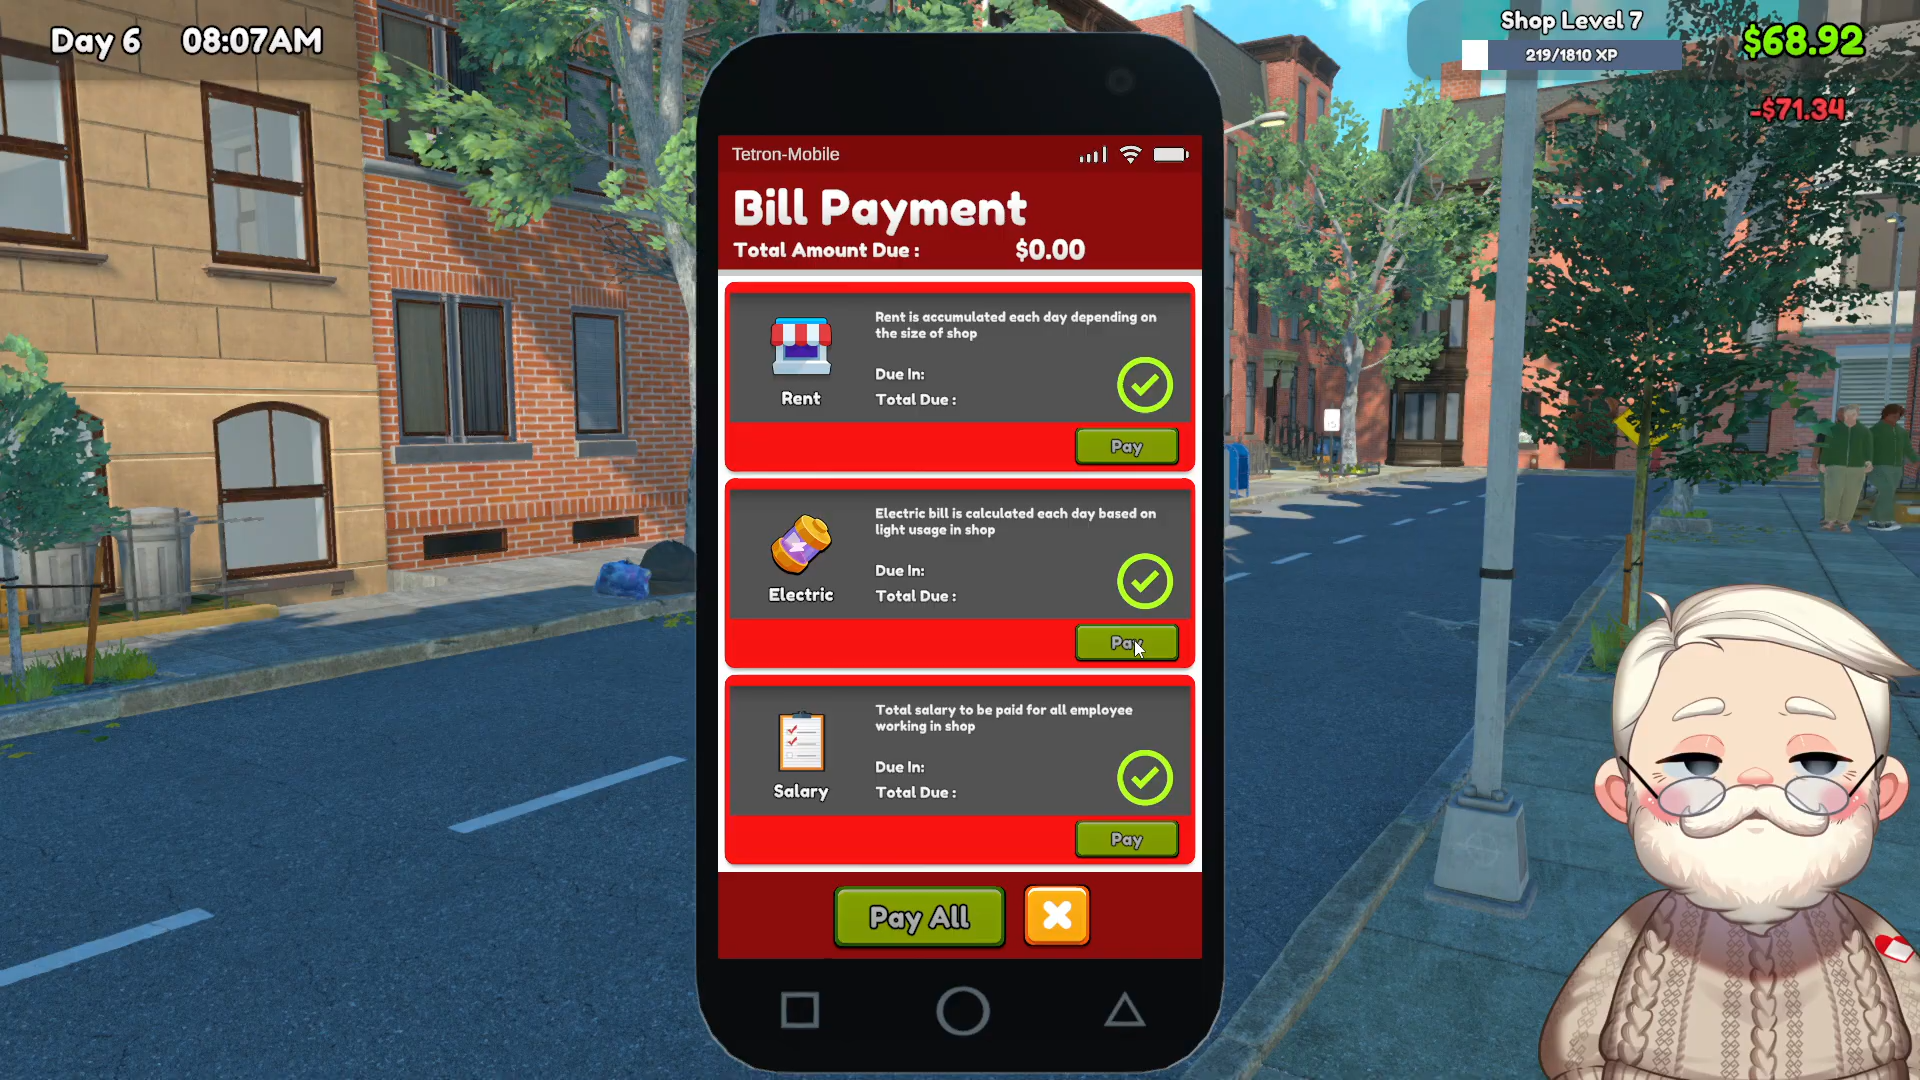 Day 6 08:07AM
Shop Level 7
219/1810 XP
$68.92
-$71.34
Tetron-Mobile
Bill Payment
Total Amount Due : $0.00
Rent is accumulated each day depending on
the size of shop
Due In:
Total Due :
Rent
Pay
Electric bill is calculated each day based on
light usage in shop
Due In:
Total Due :
Electric
Pay
Total salary to be paid for all employee
working in shop
Due In:
Total Due :
Salary
Pay
Pay All